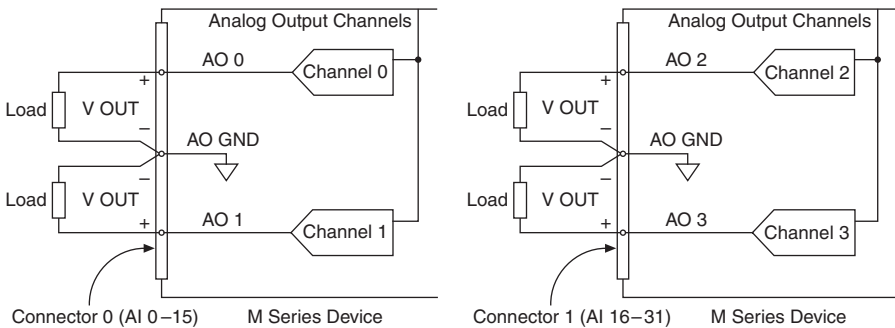 Analog Output Channels
AO 0
Channel 0
+
Load
V OUT
–
AO GND
–
Load
V OUT
+
AO 1
Channel 1
Connector 0 (AI 0–15)
M Series Device
Analog Output Channels
AO 2
Channel 2
+
Load
V OUT
–
AO GND
–
Load
V OUT
+
AO 3
Channel 3
Connector 1 (AI 16–31)
M Series Device